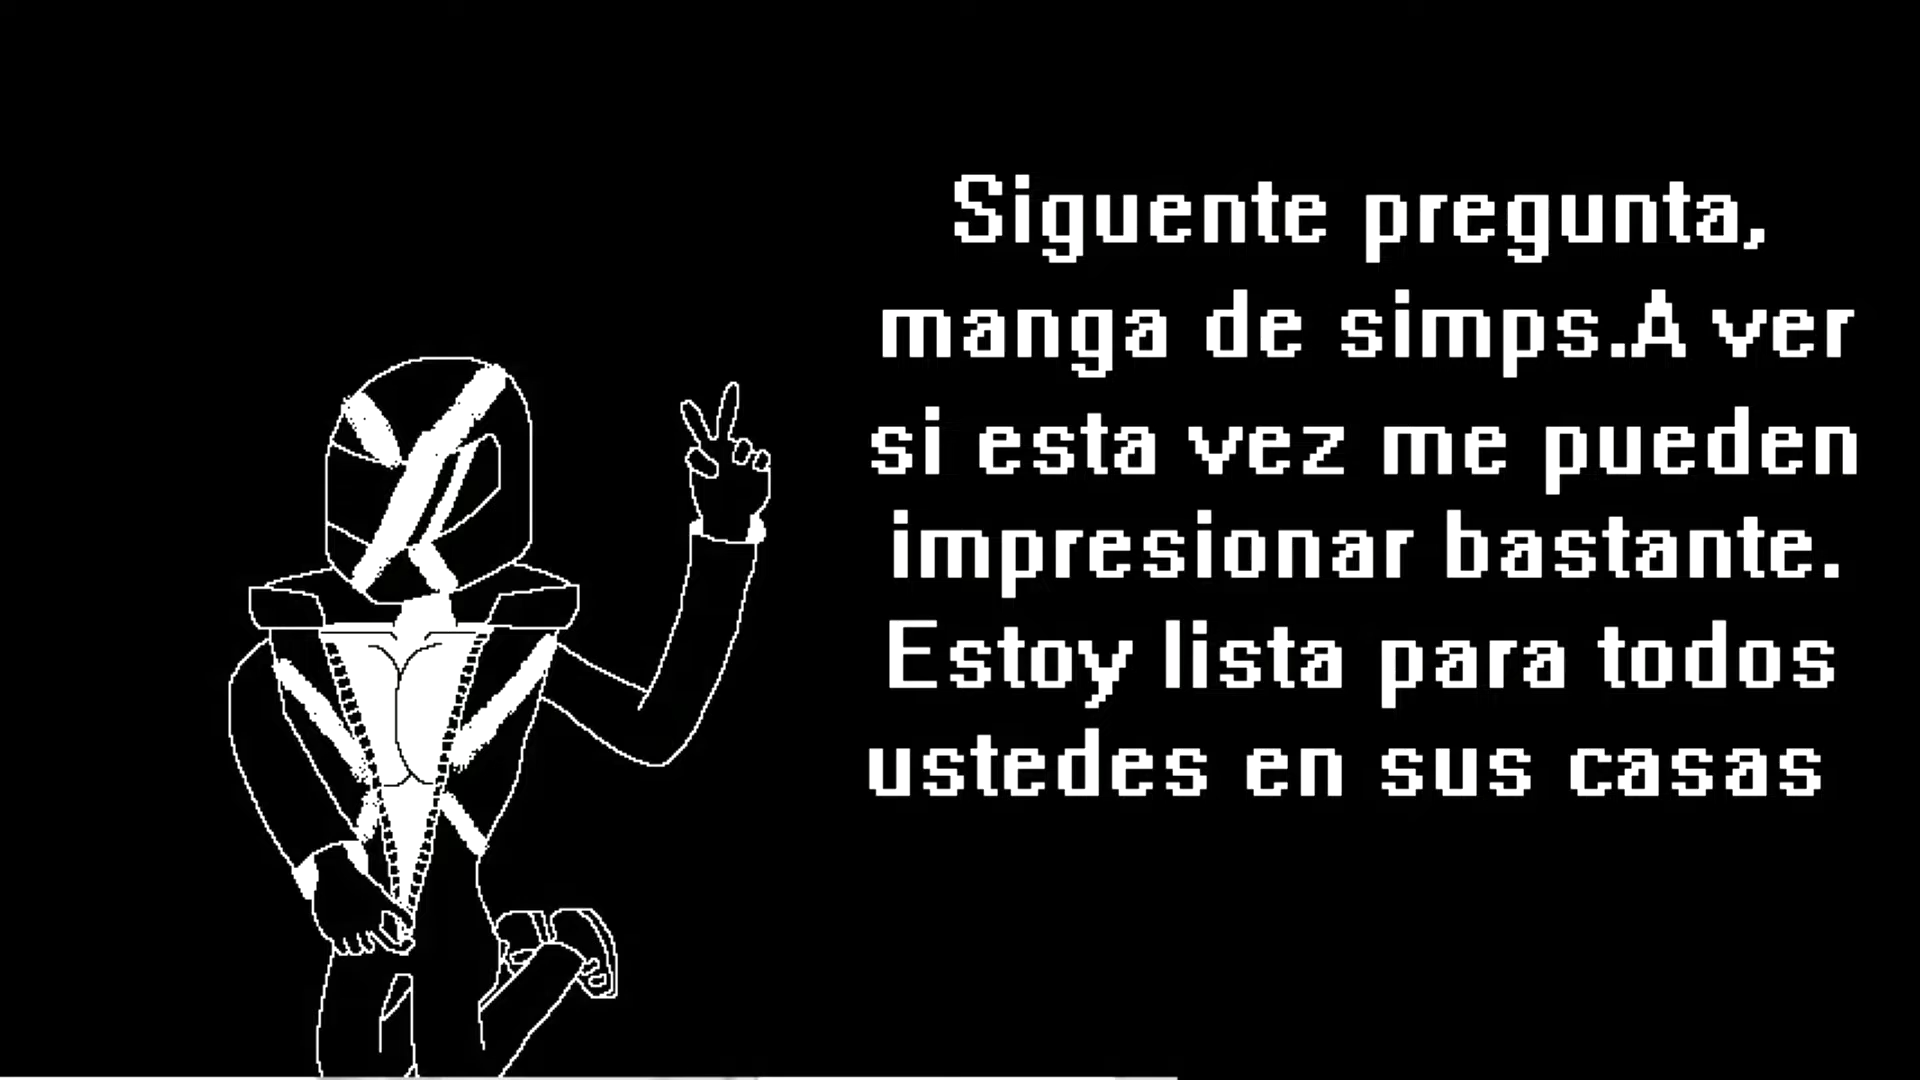 Siguente pregunta,
manga de simps.A ver
si esta vez me pueden
impresionar bastante.
Estoy lista para todos
ustedes en sus casas